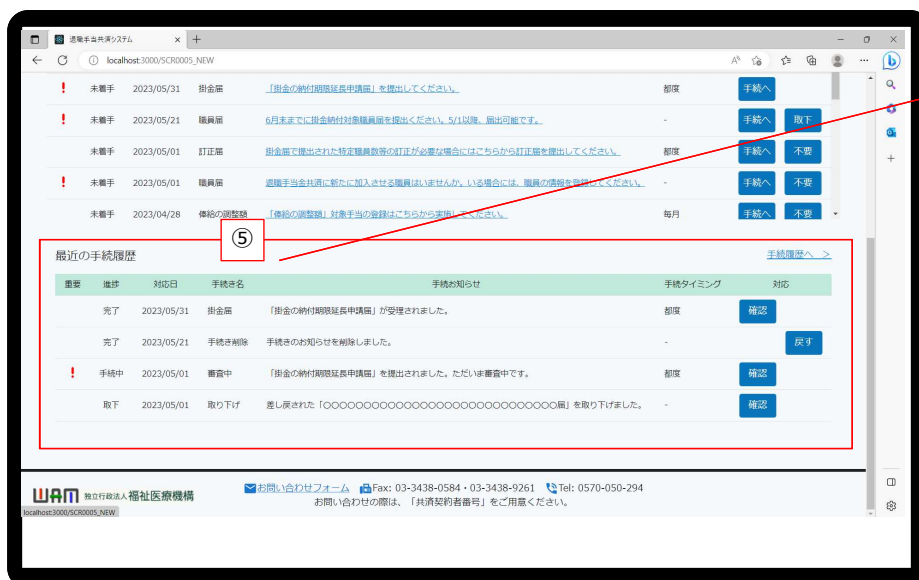 退職手当共済システム
localhost:3000/SCR0005_NEW
未着手 2023/05/31 掛金届 「掛金の納付期限延長申請届」を提出してください。 都度 手続へ
未着手 2023/05/21 職員届 6月末までに掛金納付対象職員届を提出ください。5/1以降、届出可能です。 - 手続へ 取下
未着手 2023/05/01 訂正届 掛金届で提出された特定職員数等の訂正が必要な場合にはこちらから訂正届を提出してください。 都度 手続へ 不要
未着手 2023/05/01 職員届 退職手当金共済に新たに加入させる職員はいませんか。いる場合には、職員の情報を登録してください。 - 手続へ 不要
未着手 2023/04/28 俸給の調整額 「俸給の調整額」対象手当の登録はこちらから実施してください。 毎月 手続へ 不要
⑤
最近の手続履歴 手続履歴へ >
重要 進捗 対応日 手続き名 手続お知らせ 手続タイミング 対応
完了 2023/05/31 掛金届 「掛金の納付期限延長申請届」が受理されました。 都度 確認
完了 2023/05/21 手続き削除 手続きのお知らせを削除しました。 - 戻す
! 手続中 2023/05/01 審査中 「掛金の納付期限延長申請届」を提出されました。ただいま審査中です。 都度 確認
取下 2023/05/01 取り下げ 差し戻された「〇〇〇〇〇〇〇〇〇〇〇〇〇〇〇〇〇〇〇〇〇〇〇〇〇〇〇〇〇届」を取り下げました。 - 確認
WAM 独立行政法人福祉医療機構 お問い合わせフォーム Fax: 03-3438-0584・03-3438-9261 Tel: 0570-050-294
お問い合わせの際は、「共済契約者番号」をご用意ください。
localhost:3000/SCR0005_NEW